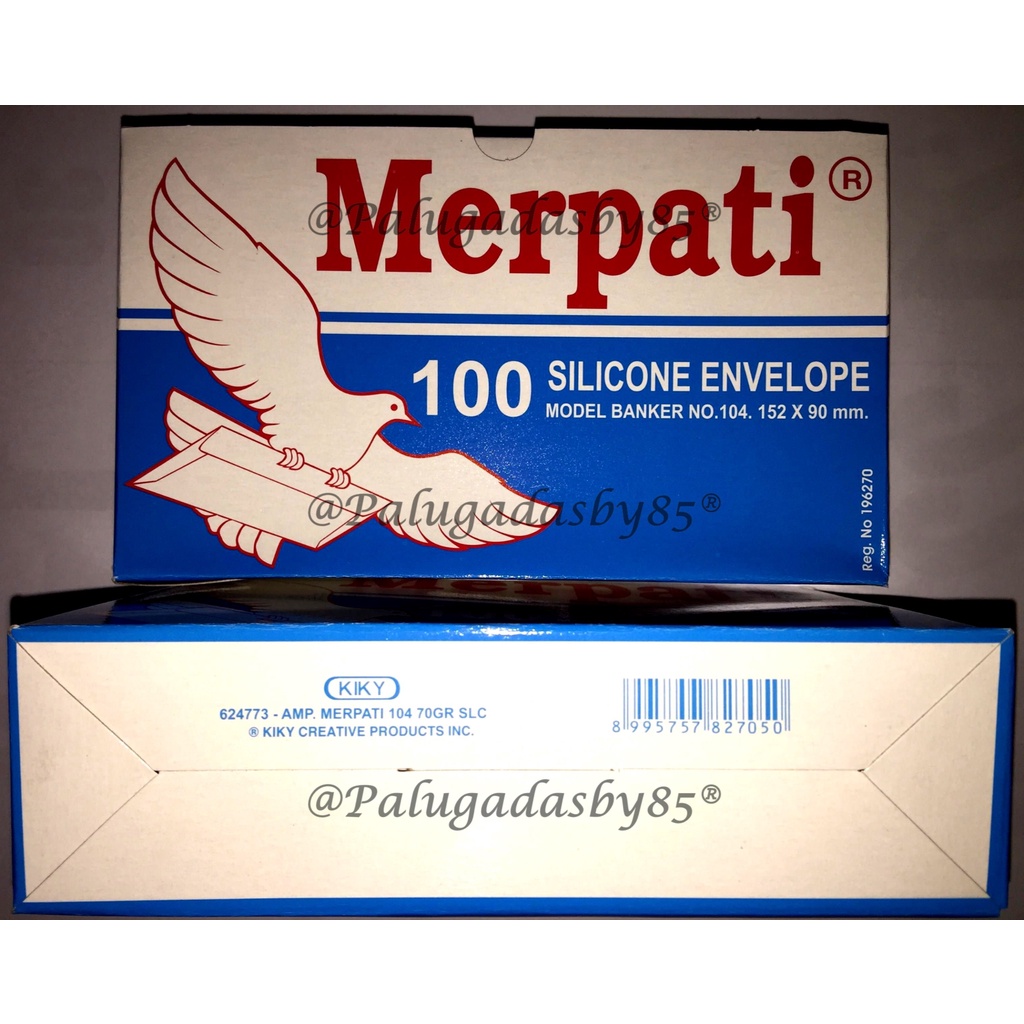 Merpati®
@Palugadasby85®
100 SILICONE ENVELOPE
MODEL BANKER NO.104. 152 X 90 mm.
@Palugadasby85®
Reg. No 196270
KIKY
624773 - AMP. MERPATI 104 70GR SLC
® KIKY CREATIVE PRODUCTS INC.
8 995757 827050
@Palugadasby85®